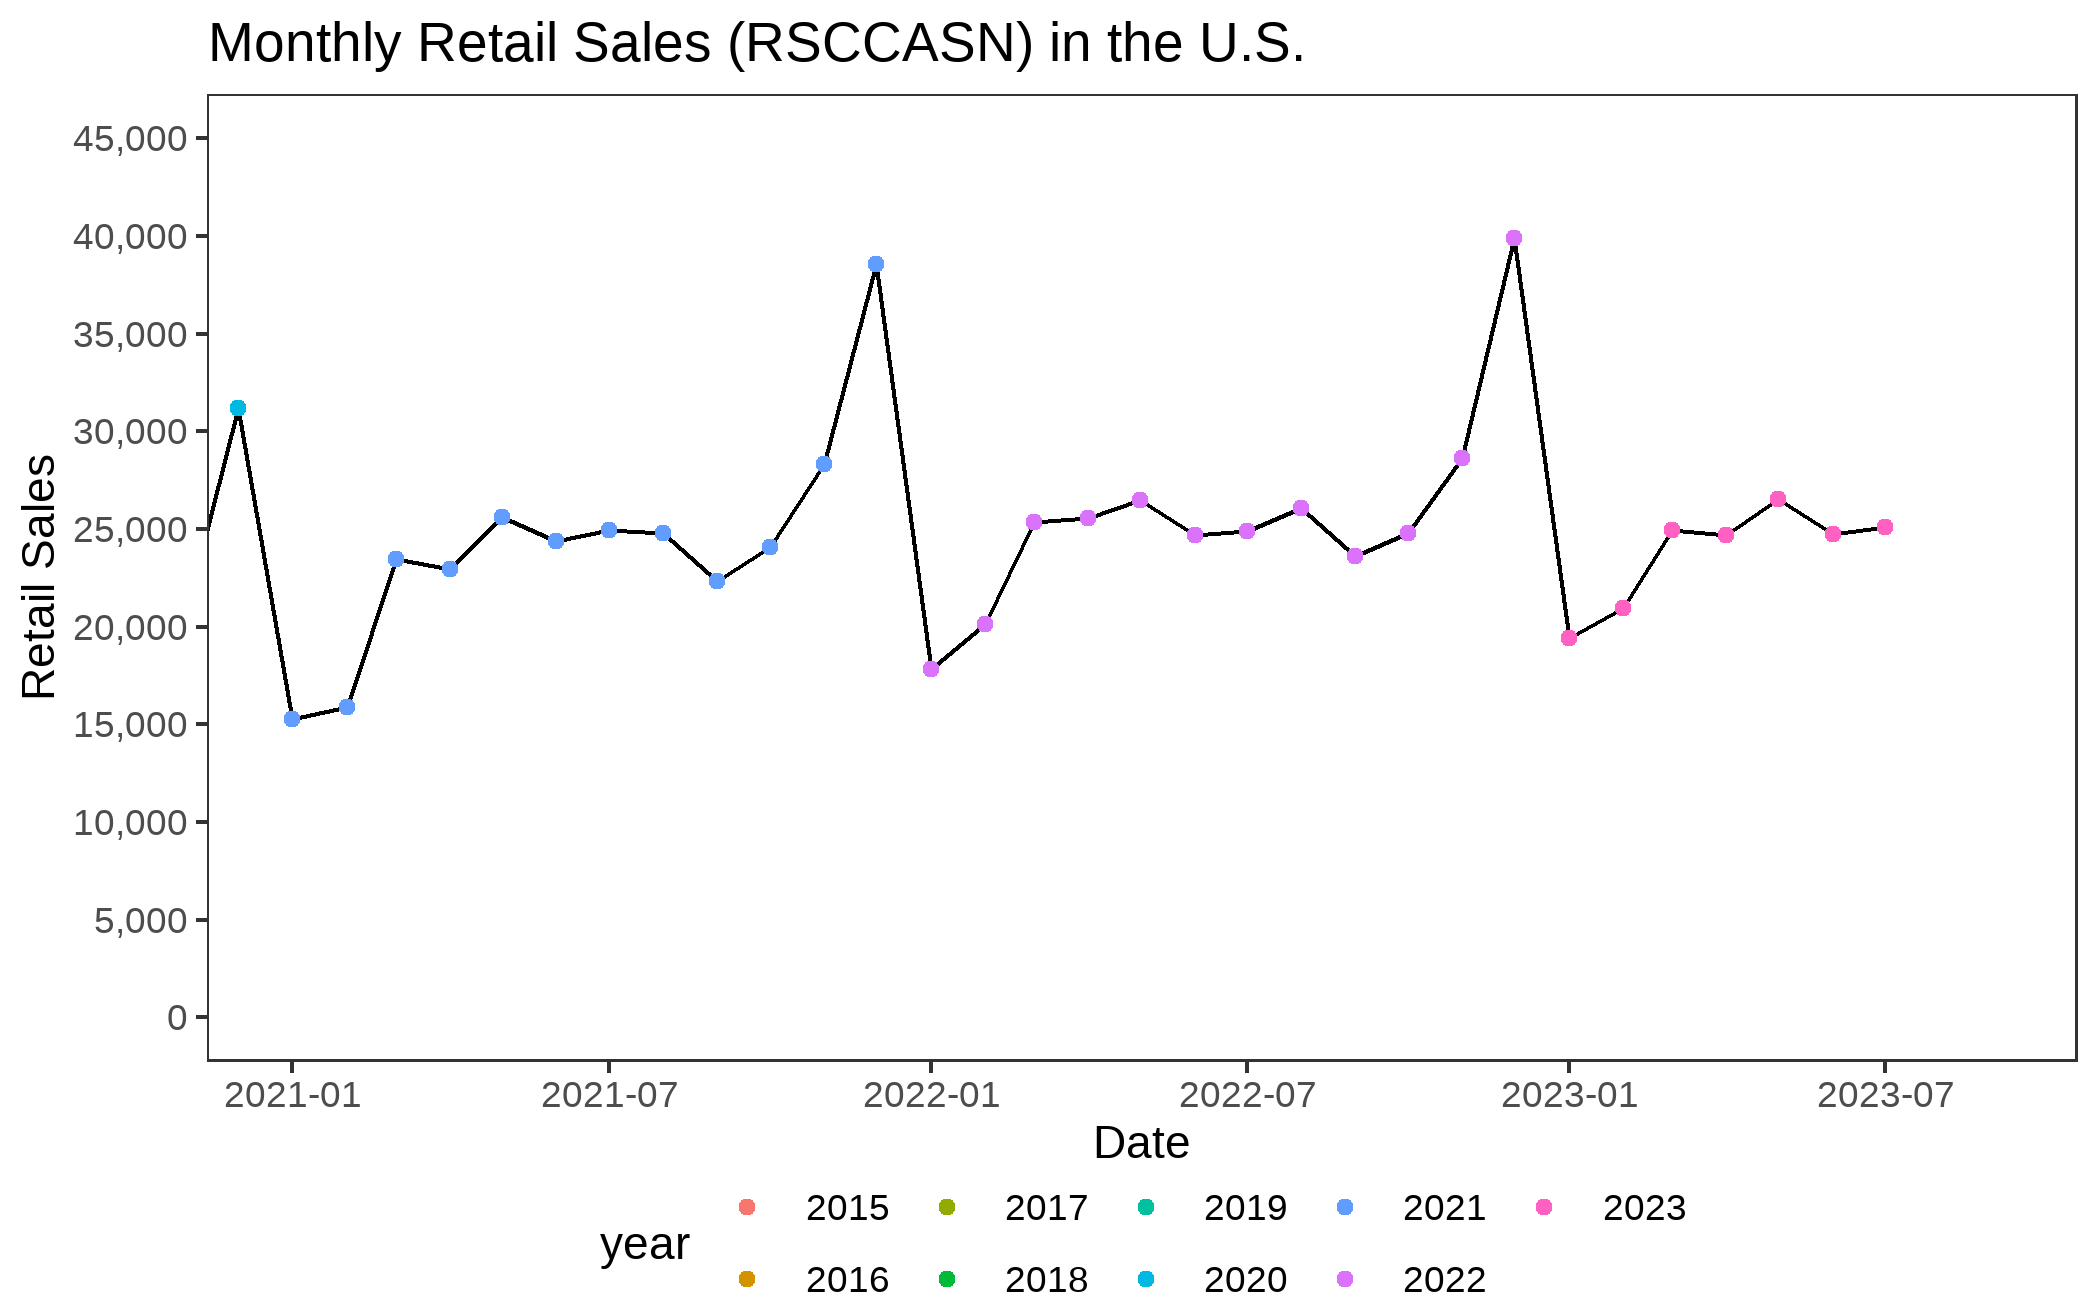 Monthly Retail Sales (RSCCASN) in the U.S.
45,000
40,000
35,000
30,000
25,000
20,000
15,000
10,000
5,000
0
Retail Sales
2021-01 2021-07 2022-01 2022-07 2023-01 2023-07
Date
year
2015 2017 2019 2021 2023
2016 2018 2020 2022